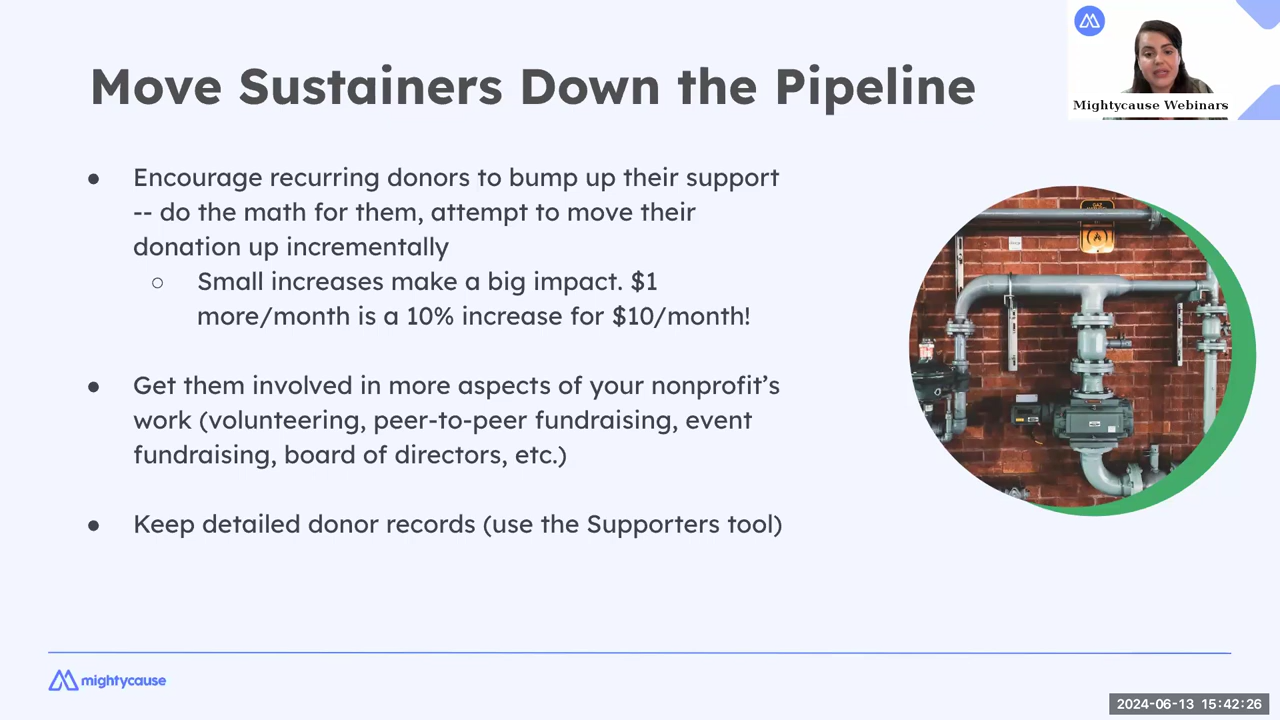 Move Sustainers Down the Pipeline
Mightycause Webinars
● Encourage recurring donors to bump up their support
-- do the math for them, attempt to move their
donation up incrementally
○ Small increases make a big impact. $1
more/month is a 10% increase for $10/month!
● Get them involved in more aspects of your nonprofit’s
work (volunteering, peer-to-peer fundraising, event
fundraising, board of directors, etc.)
● Keep detailed donor records (use the Supporters tool)
mightycause
2024-06-13 15:42:26